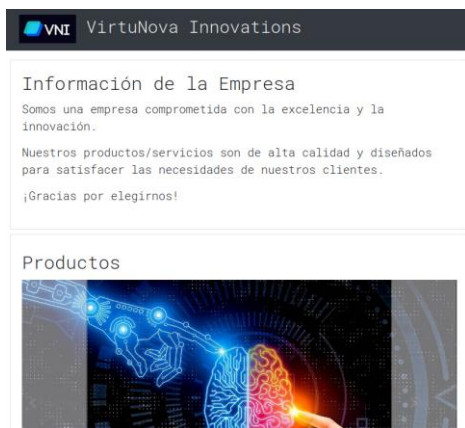 VNI VirtuNova Innovations
Información de la Empresa
Somos una empresa comprometida con la excelencia y la
innovación.
Nuestros productos/servicios son de alta calidad y diseñados
para satisfacer las necesidades de nuestros clientes.
¡Gracias por elegirnos!
Productos